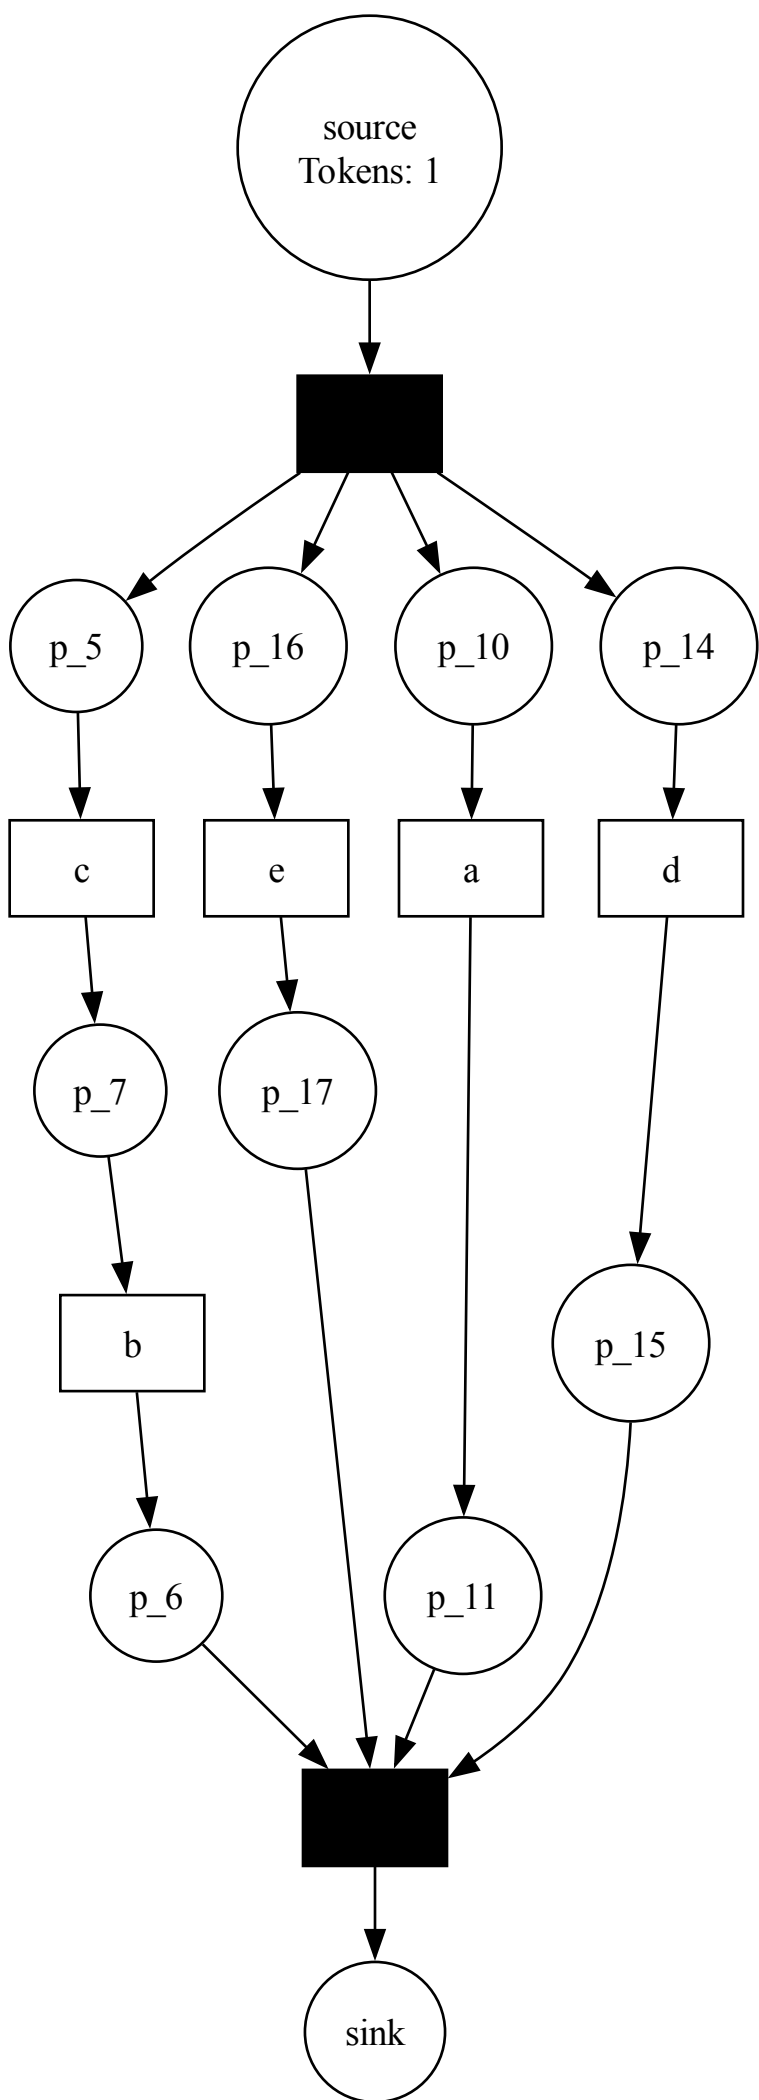 source
Tokens: 1
p_5
p_16
p_10
p_14
c
e
a
d
p_7
p_17
b
p_15
p_6
p_11
sink